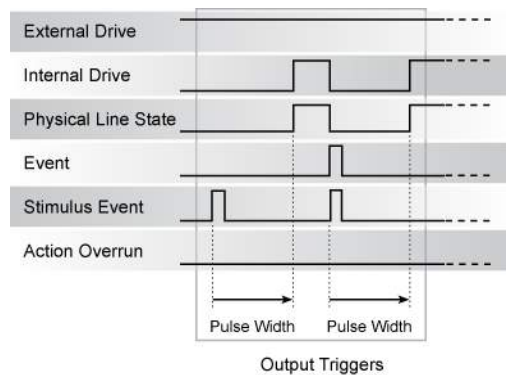 External Drive
Internal Drive
Physical Line State
Event
Stimulus Event
Action Overrun
Pulse Width
Pulse Width
Output Triggers